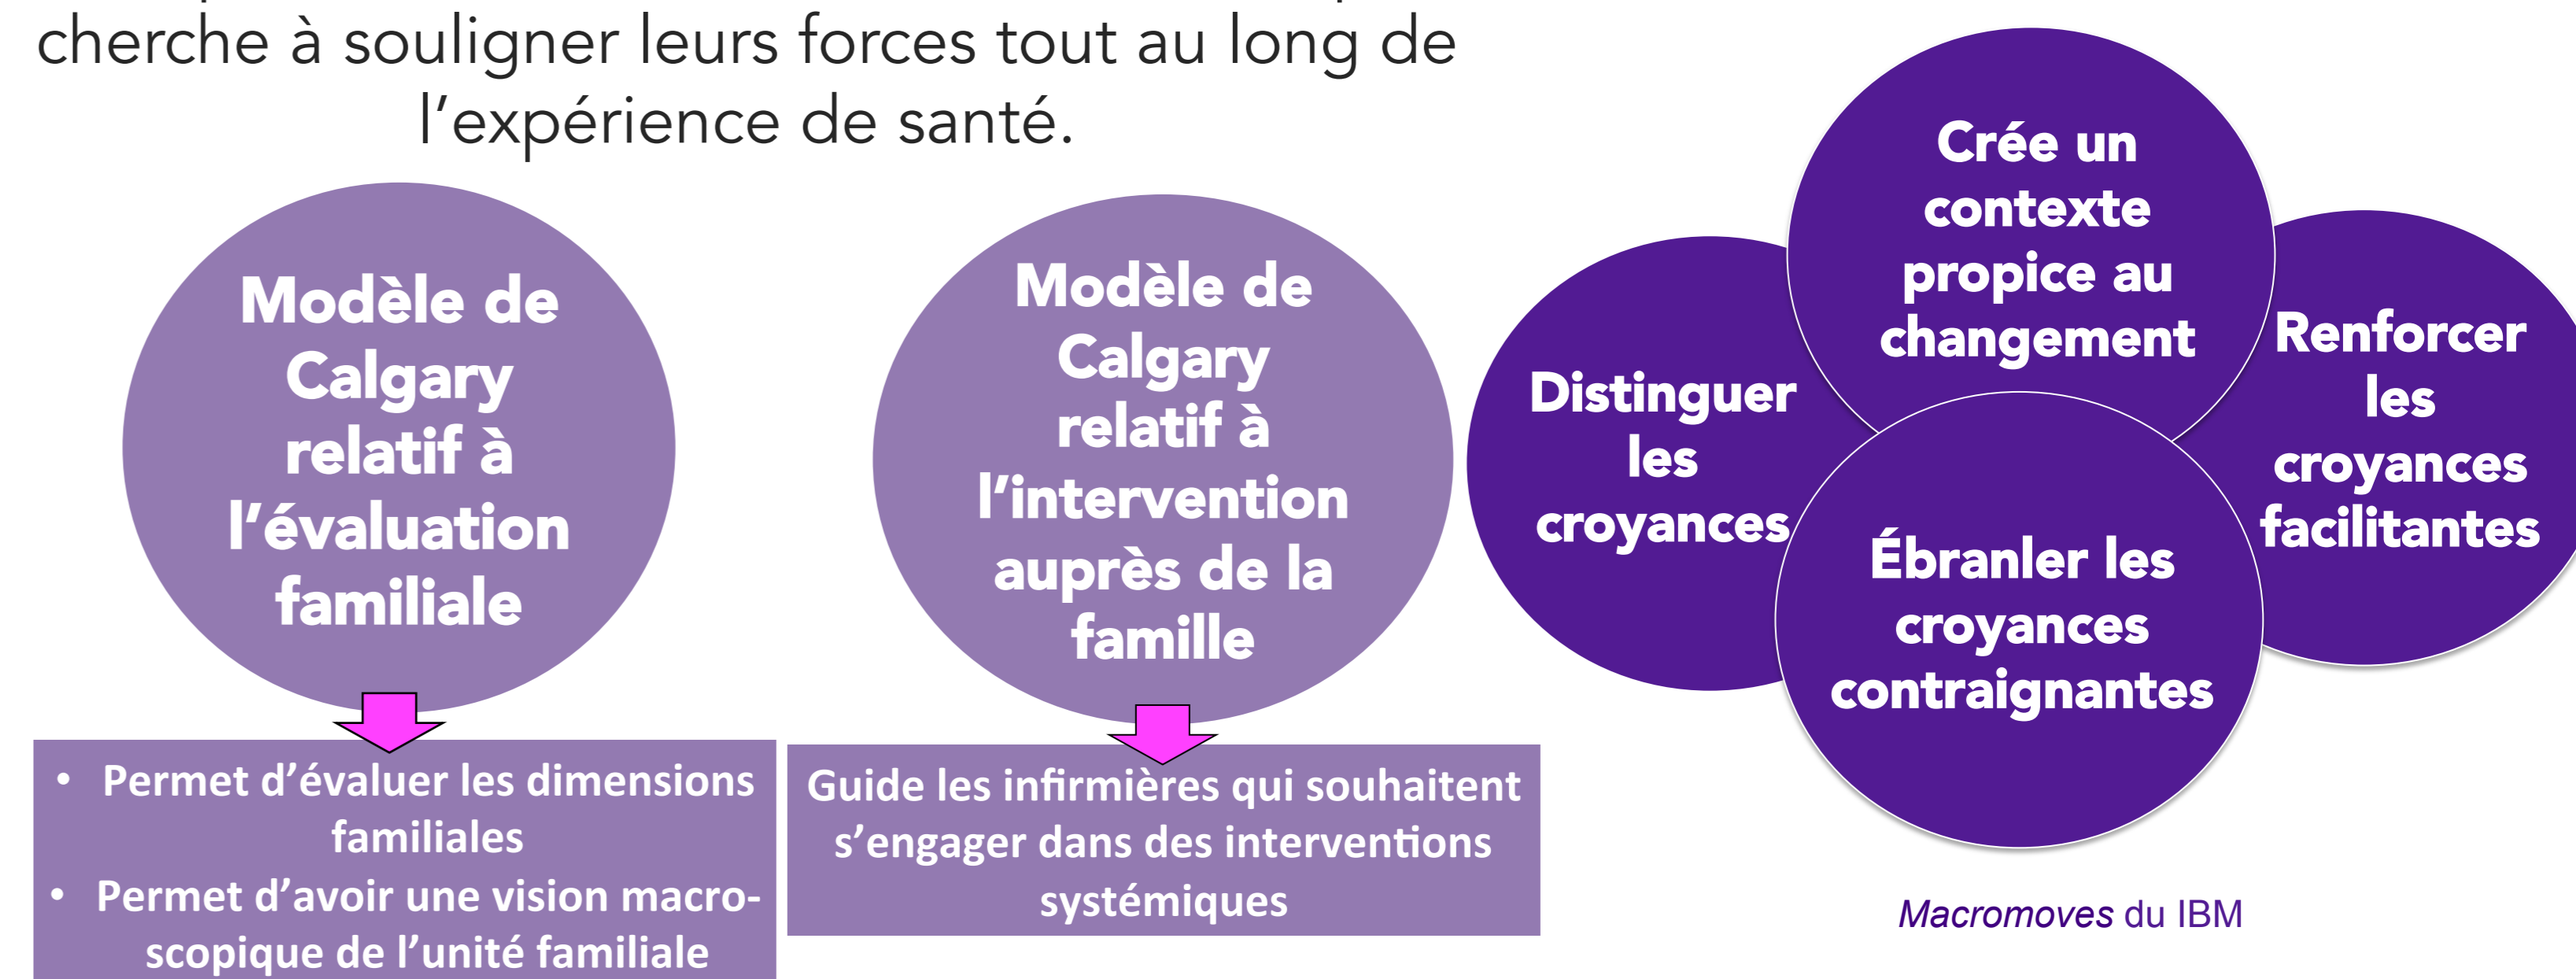 cherche à souligner leurs forces tout au long de
l'expérience de santé.
Modèle de
Calgary
relatif à
l'évaluation
familiale
• Permet d'évaluer les dimensions
familiales
• Permet d'avoir une vision macro-
scopique de l'unité familiale
Modèle de
Calgary
relatif à
l'intervention
auprès de la
famille
Guide les infirmières qui souhaitent
s'engager dans des interventions
systémiques
Crée un
contexte
propice au
changement
Distinguer
les
croyances
Renforcer
les
croyances
facilitantes
Ébranler les
croyances
contraignantes
Macromoves du IBM